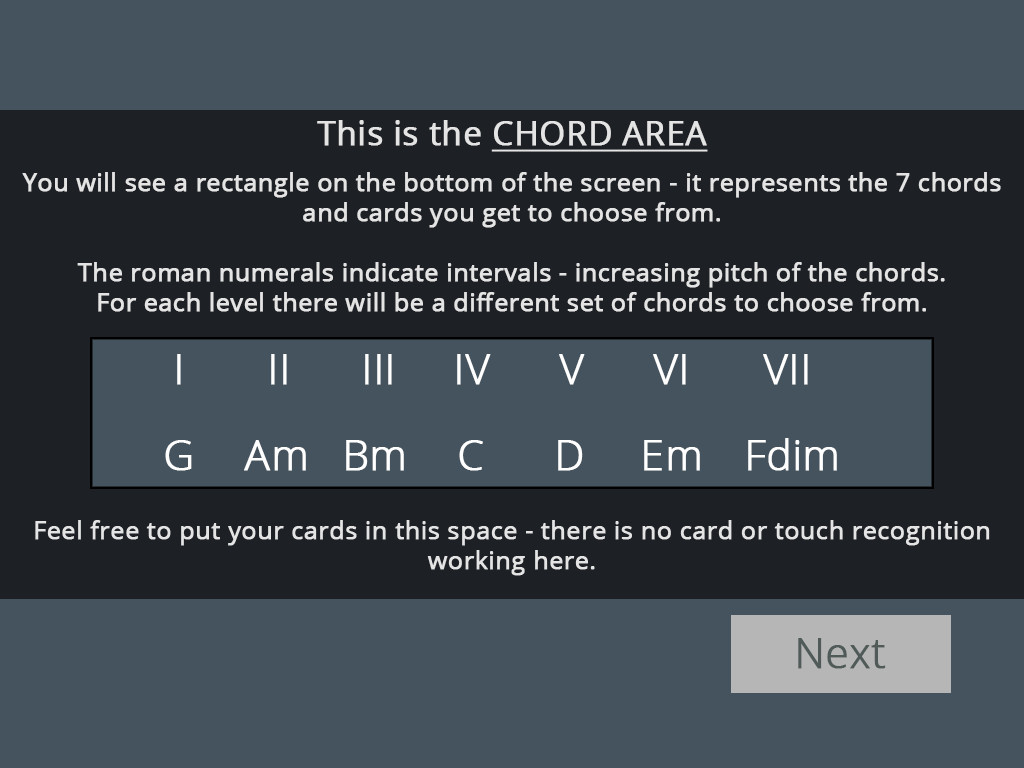 This is the CHORD AREA
You will see a rectangle on the bottom of the screen - it represents the 7 chords
and cards you get to choose from.
The roman numerals indicate intervals - increasing pitch of the chords.
For each level there will be a different set of chords to choose from.
I II III IV V VI VII
G Am Bm C D Em Fdim
Feel free to put your cards in this space - there is no card or touch recognition
working here.
Next